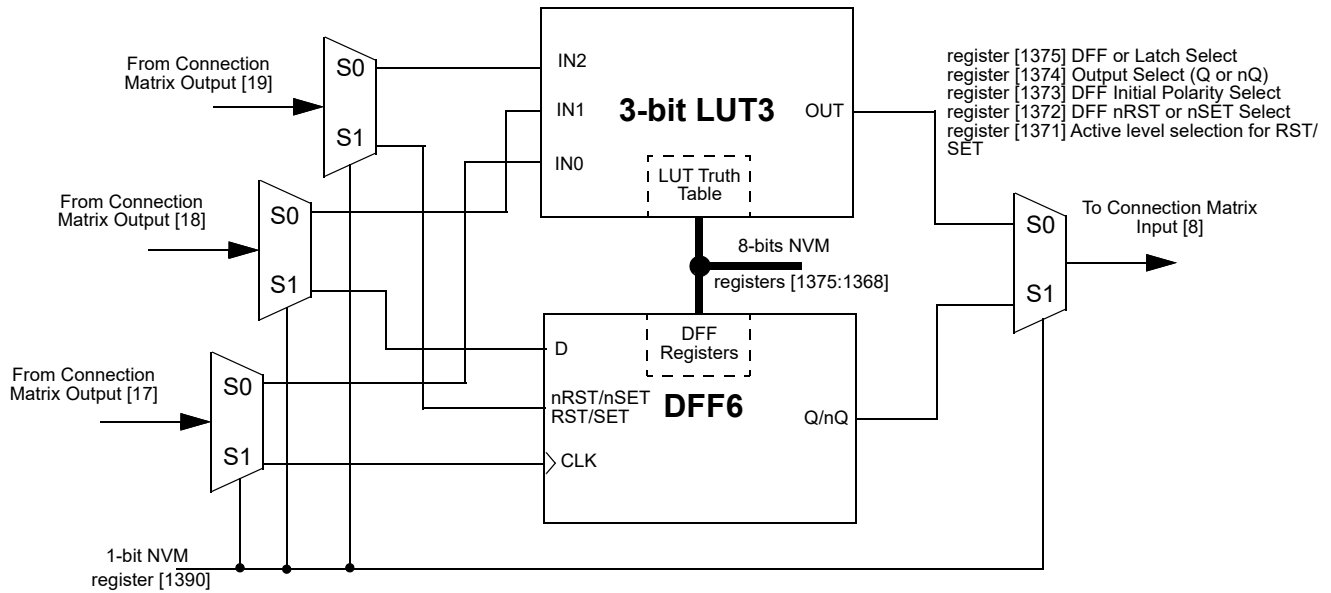 From Connection
Matrix Output [19]
S0
S1
IN2
IN1
IN0
3-bit LUT3
OUT
LUT Truth
Table
register [1375] DFF or Latch Select
register [1374] Output Select (Q or nQ)
register [1373] DFF Initial Polarity Select
register [1372] DFF nRST or nSET Select
register [1371] Active level selection for RST/
SET
From Connection
Matrix Output [18]
S0
S1
8-bits NVM
registers [1375:1368]
S0
S1
To Connection Matrix
Input [8]
From Connection
Matrix Output [17]
S0
S1
D
nRST/nSET
RST/SET
CLK
DFF
Registers
DFF6
Q/nQ
1-bit NVM
register [1390]